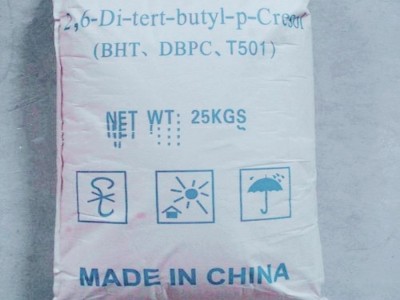 2,6-Di-tert-butyl-p-Cresol
(BHT、DBPC、T501)
NET WT: 25KGS
MADE IN CHINA